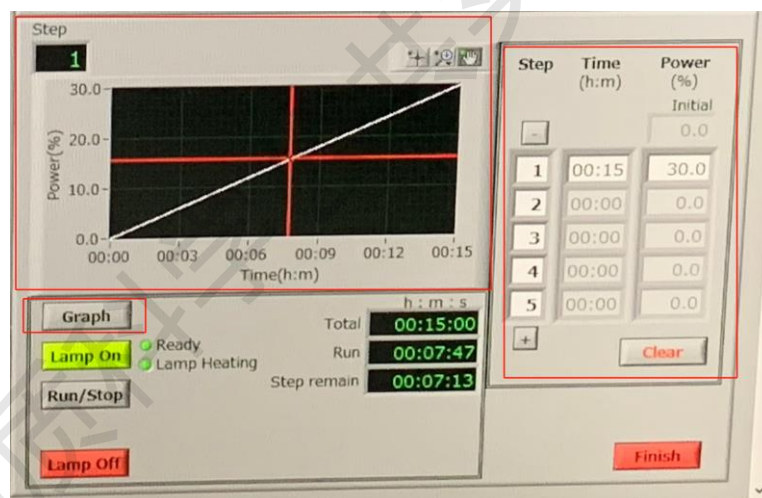 Step
1
30.0
20.0
10.0
0.0
Power(%)
00:00 00:03 00:06 00:09 00:12 00:15
Time(h:m)
Graph
Lamp On
Ready
Lamp Heating
Run/Stop
Lamp Off
h : m : s
Total 00:15:00
Run 00:07:47
Step remain 00:07:13
Step Time (h:m) Power (%)
Initial
- 0.0
1 00:15 30.0
2 00:00 0.0
3 00:00 0.0
4 00:00 0.0
5 00:00 0.0
+
Clear
Finish